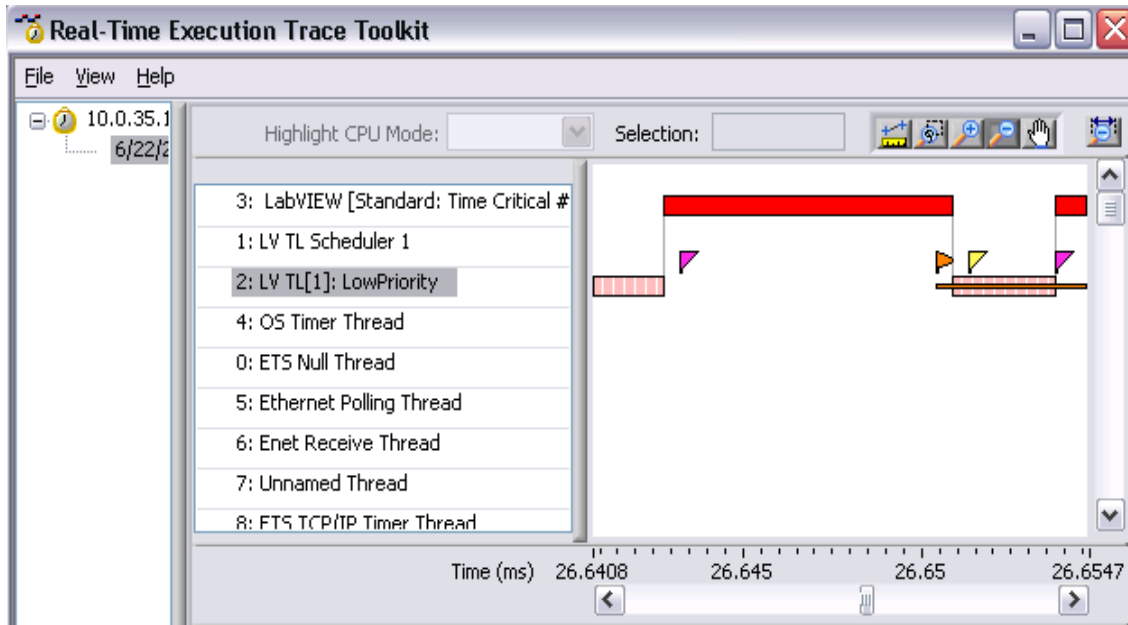 Real-Time Execution Trace Toolkit
File View Help
10.0.35.1
6/22/2
Highlight CPU Mode:
Selection:
3: LabVIEW [Standard: Time Critical #
1: LV TL Scheduler 1
2: LV TL[1]: LowPriority
4: OS Timer Thread
0: ETS Null Thread
5: Ethernet Polling Thread
6: Enet Receive Thread
7: Unnamed Thread
8: ETS TCP/IP Timer Thread
Time (ms) 26.6408 26.645 26.65 26.6547